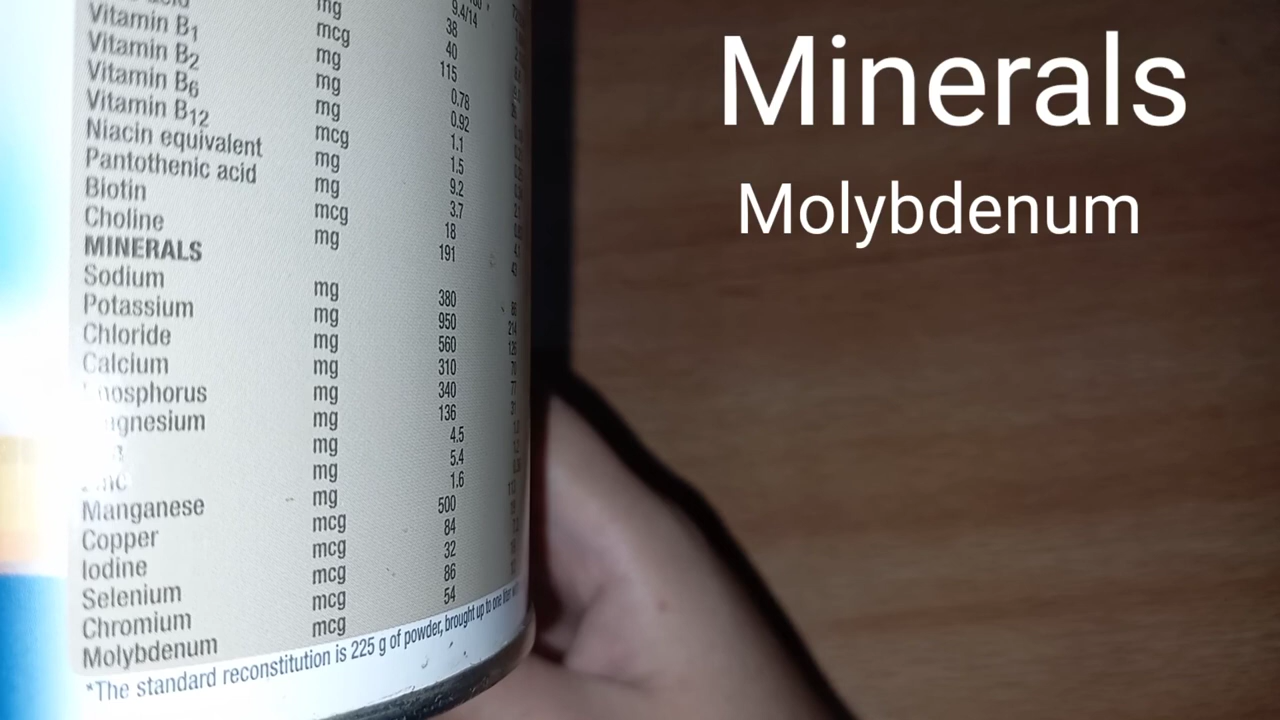 9.4/14
38
mg 40
acid mcg 115
Vitamin B1 mg 0.78
Vitamin B2 mg 0.92
Vitamin B6 mg 1.1
Vitamin B12 mcg 1.5
Niacin equivalent mg 9.2
Pantothenic acid mg 3.7
Biotin mcg 18
Choline mg 191
MINERALS
Sodium mg 380
Potassium mg 950
Chloride mg 560
Calcium mg 310
mg 340
mg 136
mg 4.5
mg 5.4
Manganese mg 1.6
Copper mcg 500
Iodine mcg 84
Selenium mcg 32
Chromium mcg 86
Molybdenum mcg 54
*The standard reconstitution is 225 g of powder, brought up to one liter
Minerals
Molybdenum